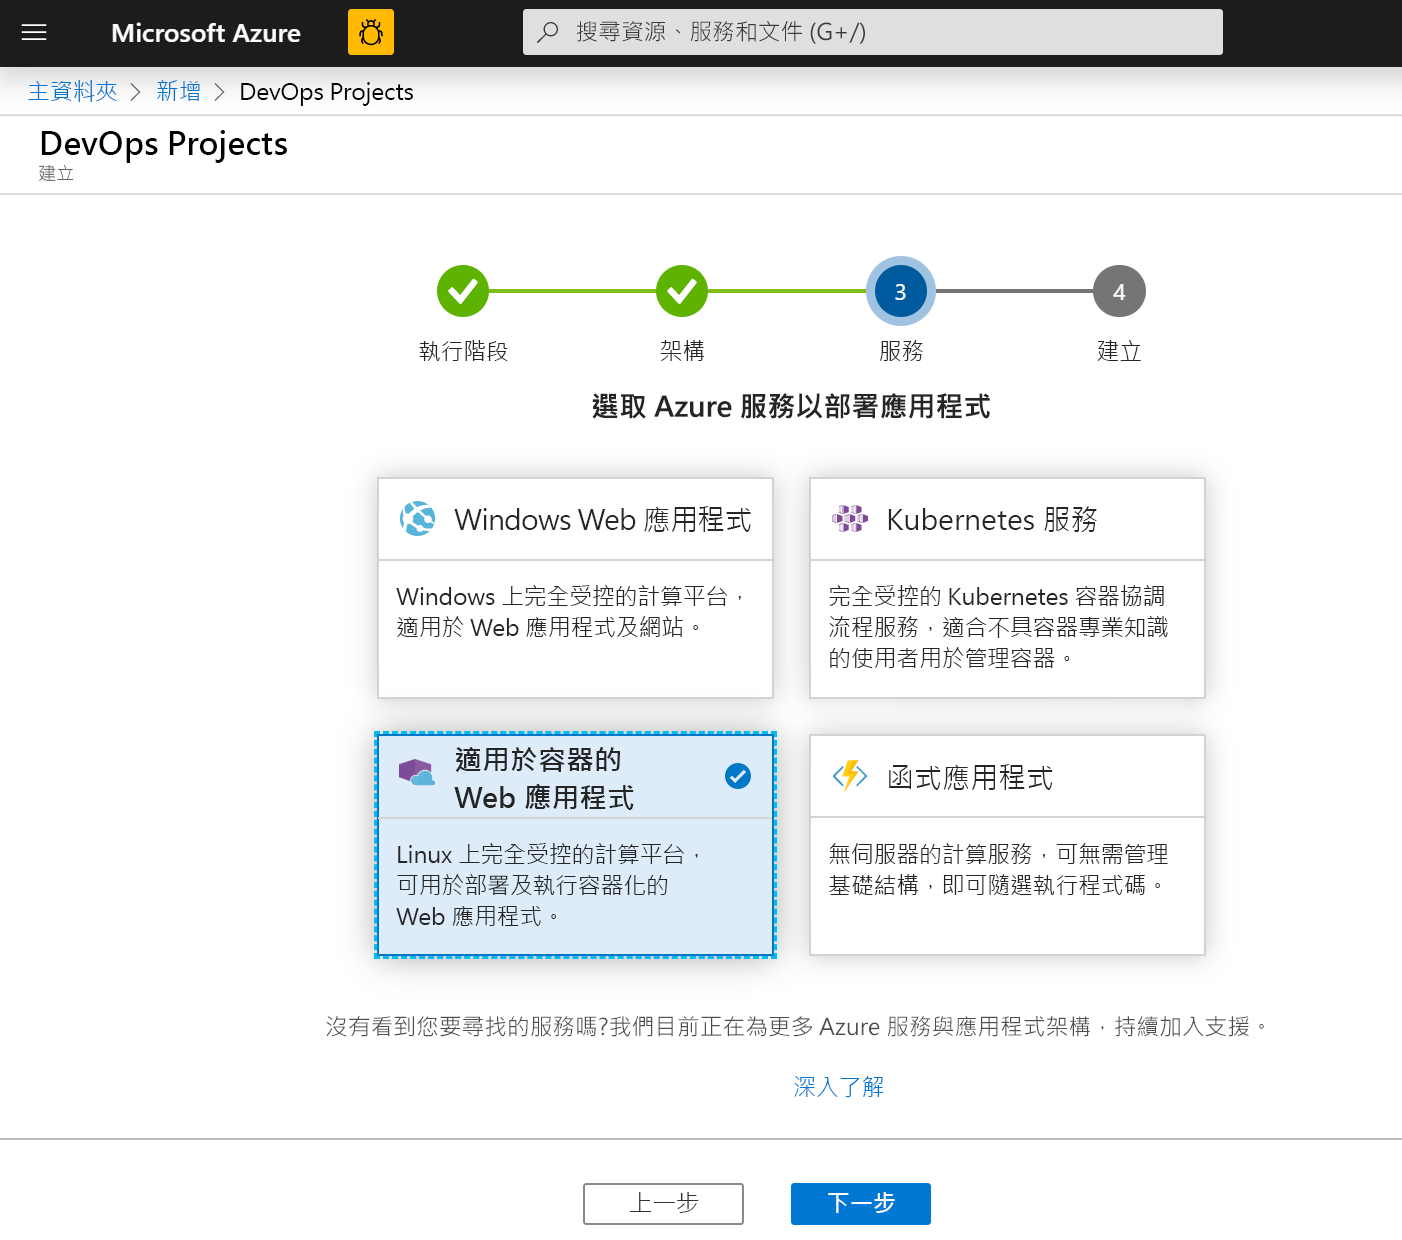 Microsoft Azure
搜尋資源、服務和文件 (G+/)
主資料夾 > 新增 > DevOps Projects
DevOps Projects
建立
3
4
執行階段
架構
服務
建立
選取 Azure 服務以部署應用程式
Windows Web 應用程式
Windows 上完全受控的計算平台，
適用於 Web 應用程式及網站。
Kubernetes 服務
完全受控的 Kubernetes 容器協調
流程服務，適合不具容器專業知識
的使用者用於管理容器。
適用於容器的
Web 應用程式
Linux 上完全受控的計算平台，
可用於部署及執行容器化的
Web 應用程式。
函式應用程式
無伺服器的計算服務，可無需管理
基礎結構，即可隨選執行程式碼。
沒有看到您要尋找的服務嗎?我們目前正在為更多 Azure 服務與應用程式架構，持續加入支援。
深入了解
上一步
下一步